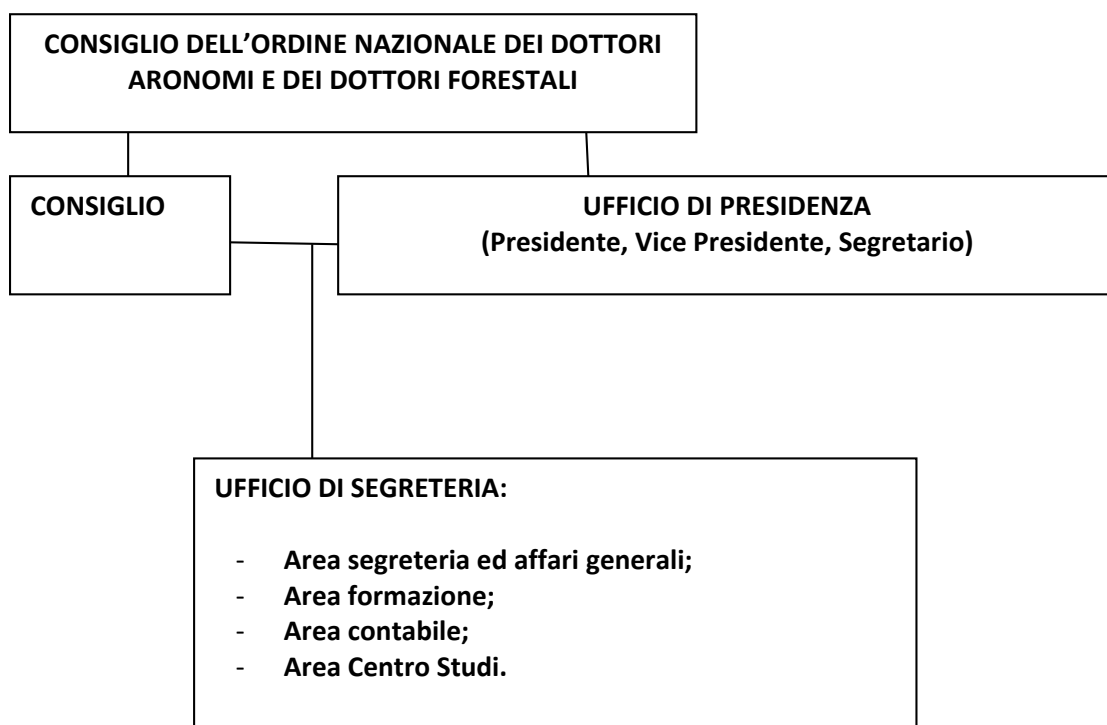 CONSIGLIO DELL’ORDINE NAZIONALE DEI DOTTORI
ARONOMI E DEI DOTTORI FORESTALI
CONSIGLIO
UFFICIO DI PRESIDENZA
(Presidente, Vice Presidente, Segretario)
UFFICIO DI SEGRETERIA:
- Area segreteria ed affari generali;
- Area formazione;
- Area contabile;
- Area Centro Studi.